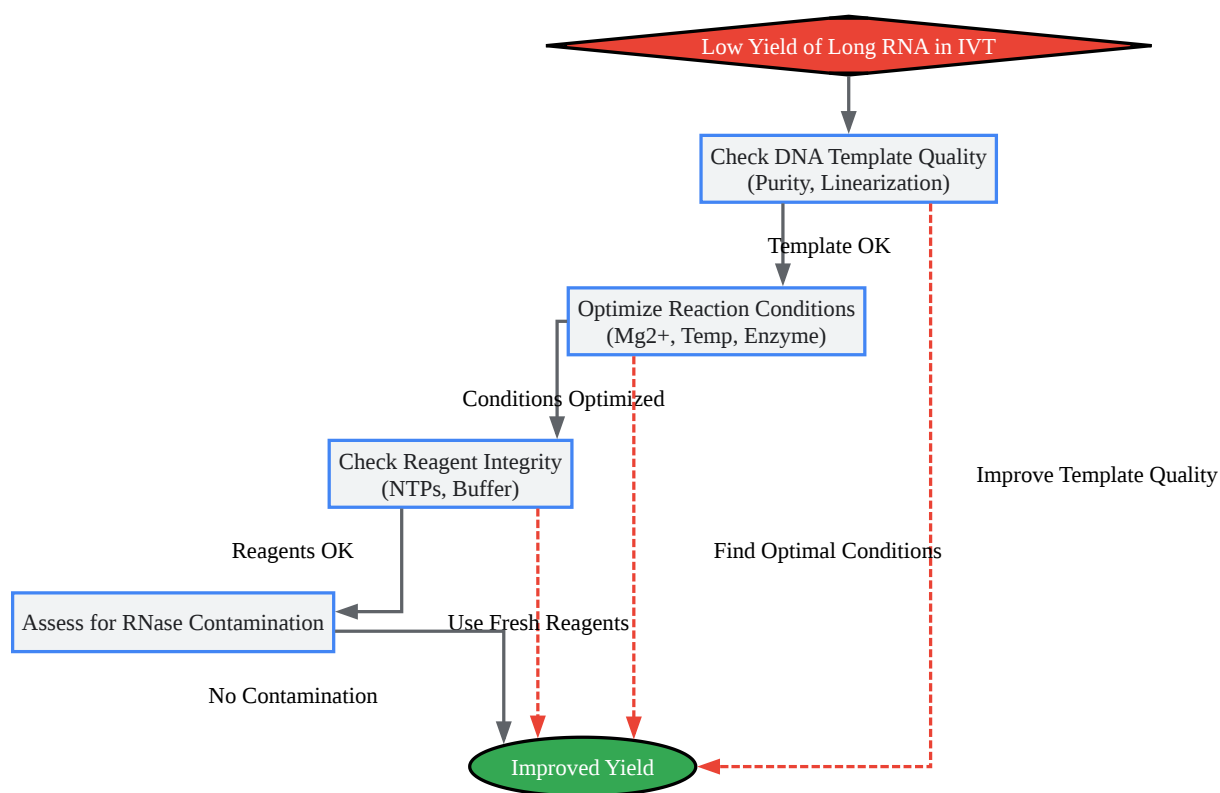 Low Yield of Long RNA in IVT
Check DNA Template Quality
(Purity, Linearization)
Template OK
Optimize Reaction Conditions
(Mg2+, Temp, Enzyme)
Conditions Optimized
Check Reagent Integrity
(NTPs, Buffer)
Improve Template Quality
Reagents OK
Find Optimal Conditions
Assess for RNase Contamination
Use Fresh Reagents
No Contamination
Improved Yield